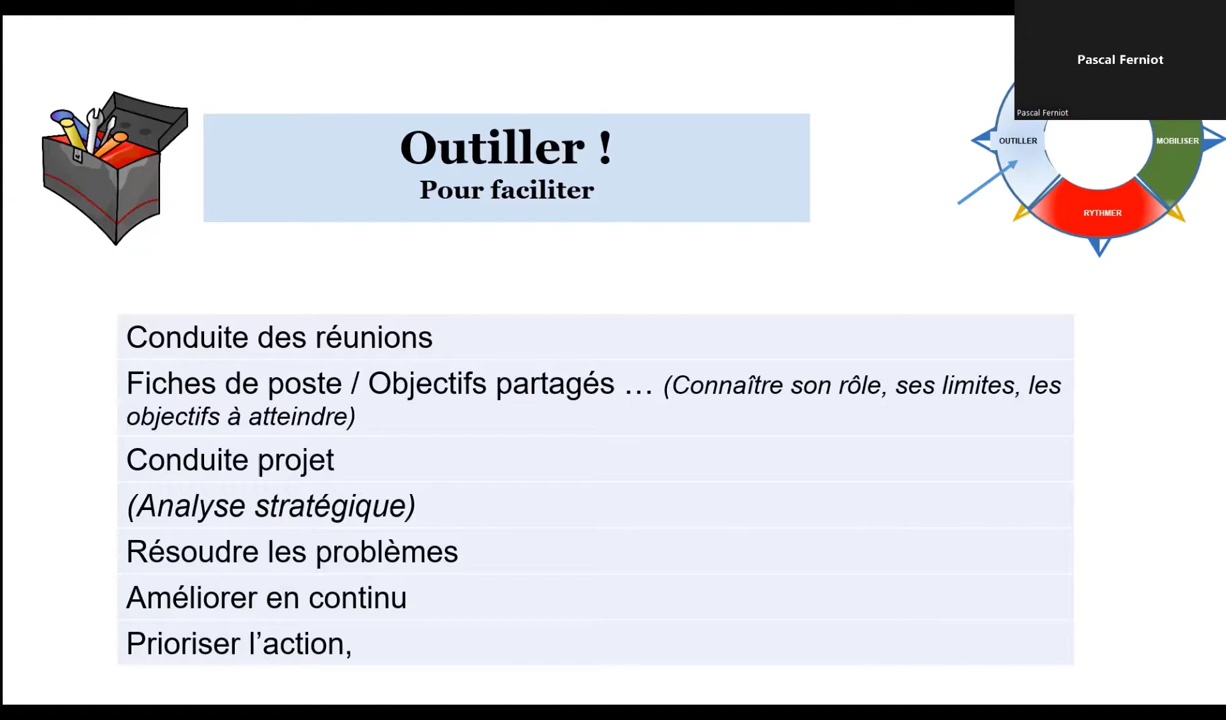 Pascal Ferniot
Pascal Ferniot
Outiller !
Pour faciliter
OUTILLER
MOBILISER
RYTHMER
Conduite des réunions
Fiches de poste / Objectifs partagés … (Connaître son rôle, ses limites, les
objectifs à atteindre)
Conduite projet
(Analyse stratégique)
Résoudre les problèmes
Améliorer en continu
Prioriser l’action,